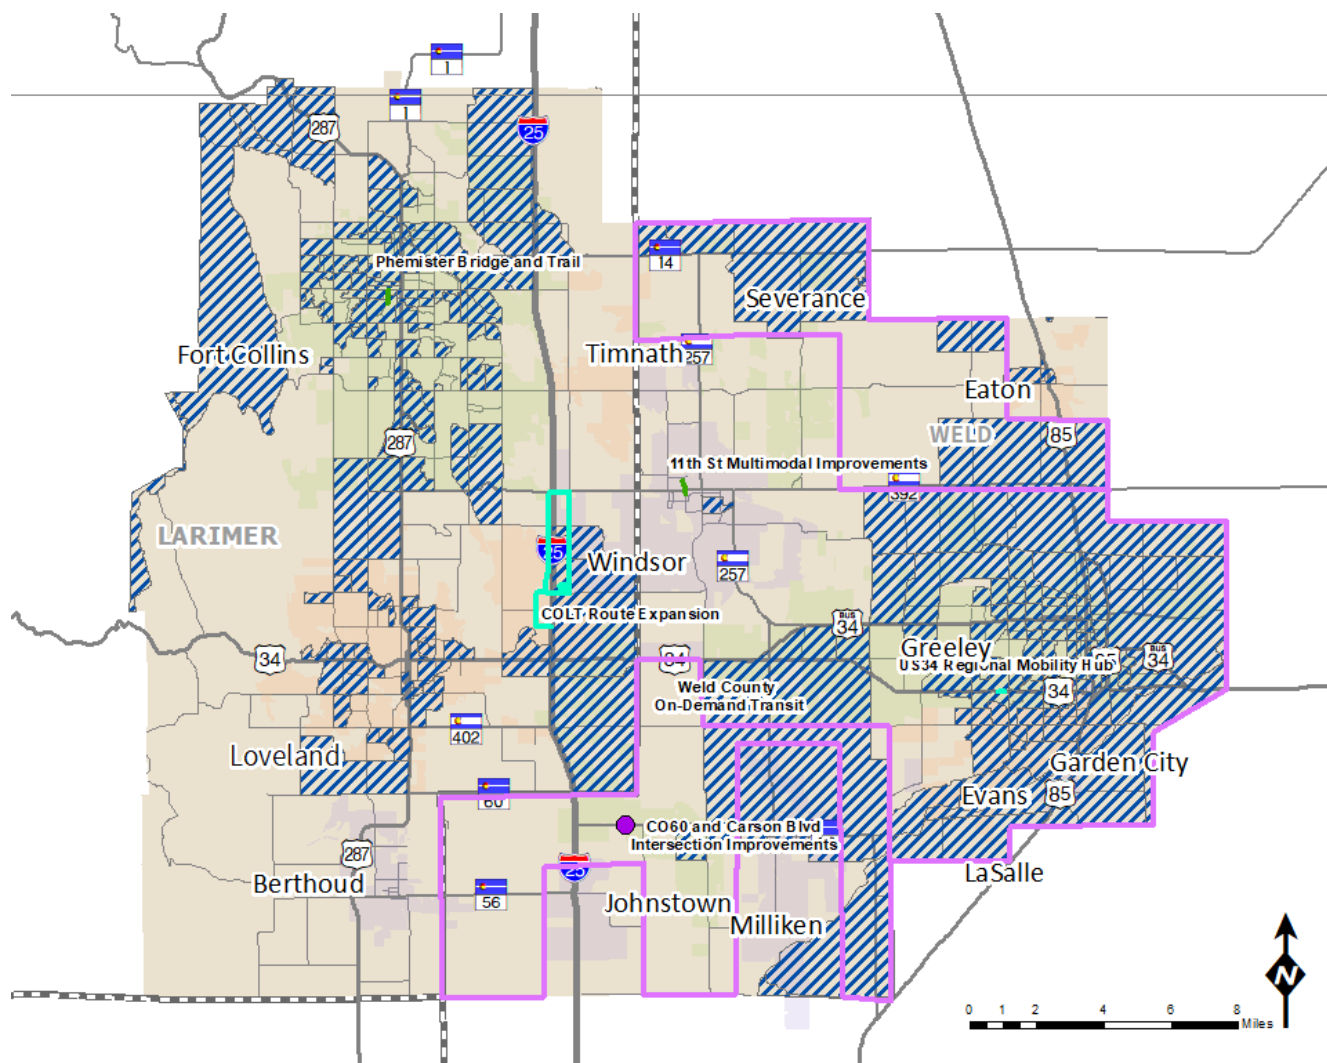 1
1
287
25
Phemister Bridge and Trail
14
Severance
Fort Collins
Timnath
257
Eaton
WELD
85
287
11th St Multimodal Improvements
392
LARIMER
25
Windsor
257
COLT Route Expansion
BUS
34
Greeley
34
34
US34 Regional Mobility Hub
85
BUS
34
Weld County
On-Demand Transit
34
402
Loveland
Garden City
60
Evans
85
CO60 and Carson Blvd
Intersection Improvements
287
25
LaSalle
Berthoud
56
Johnstown
Milliken
N
0 1 2 4 6 8
Miles